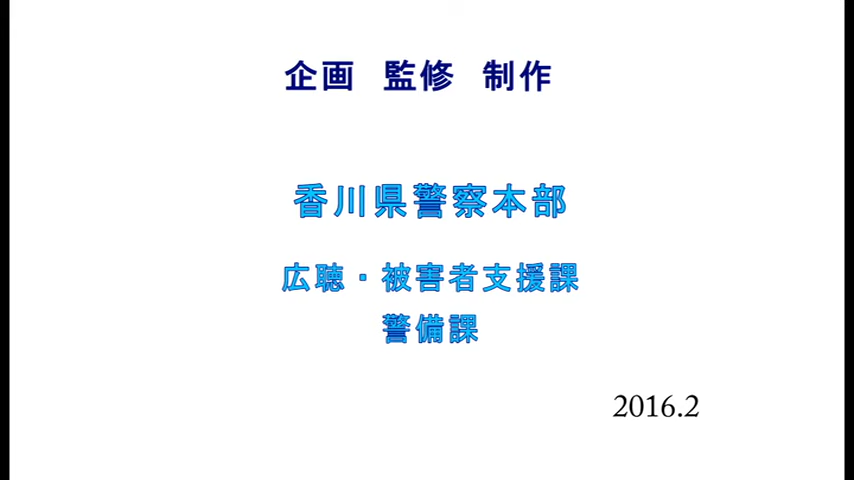 企画　監修　制作
香川県警察本部
広聴・被害者支援課
警備課
2016.2